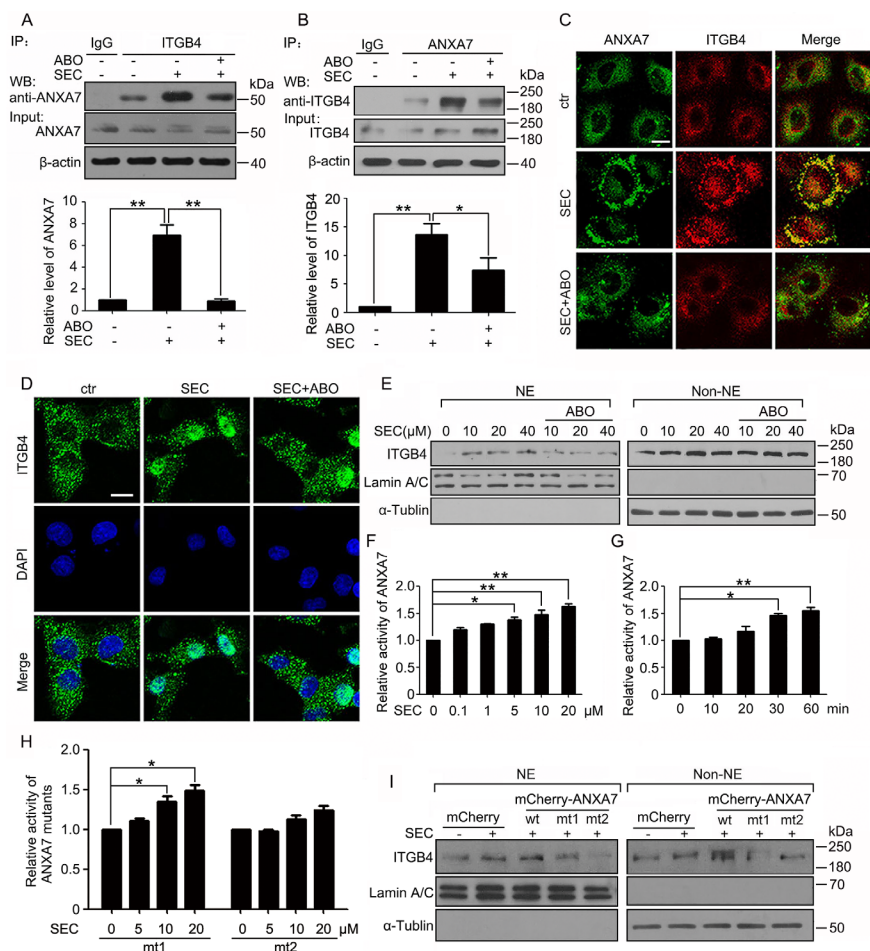 A
IP: IgG ITGB4
ABO - - - +
SEC - - + +
WB: kDa
anti-ANXA7 50
Input:
ANXA7 50
β-actin 40
Relative level of ANXA7
10
8
6
4
2
0
** **
ABO - - +
SEC - + +
B
IP: IgG ANXA7
ABO - - - +
SEC - - + +
WB: kDa
anti-ITGB4 250
180
Input:
ITGB4 250
180
β-actin 40
Relative level of ITGB4
20
15
10
5
0
** *
ABO - - +
SEC - + +
C
ANXA7 ITGB4 Merge
ctr
SEC
SEC+ABO
D
ctr SEC SEC+ABO
ITGB4
DAPI
Merge
E
NE Non-NE
ABO ABO
SEC(μM) 0 10 20 40 10 20 40 0 10 20 40 10 20 40 kDa
ITGB4 250
180
Lamin A/C 70
α-Tublin 50
F
Relative activity of ANXA7
2.0
1.5
1.0
0.5
0
**
**
*
SEC 0 0.1 1 5 10 20 μM
G
Relative activity of ANXA7
2.0
1.5
1.0
0.5
0
**
*
0 10 20 30 60 min
H
Relative activity of
ANXA7 mutants
2.0
1.5
1.0
0.5
0
*
*
SEC 0 5 10 20 0 5 10 20 μM
mt1 mt2
I
NE Non-NE
mCherry-ANXA7 mCherry-ANXA7
mCherry wt mt1 mt2 mCherry wt mt1 mt2
SEC - + + + + - + + + + kDa
ITGB4 250
180
Lamin A/C 70
α-Tublin 50